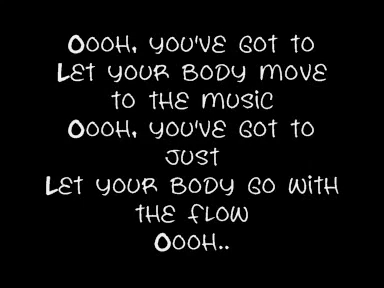 Oooh, you've got to
Let your body move
to the music
Oooh, you've got to
just
Let your body go with
the flow
Oooh..